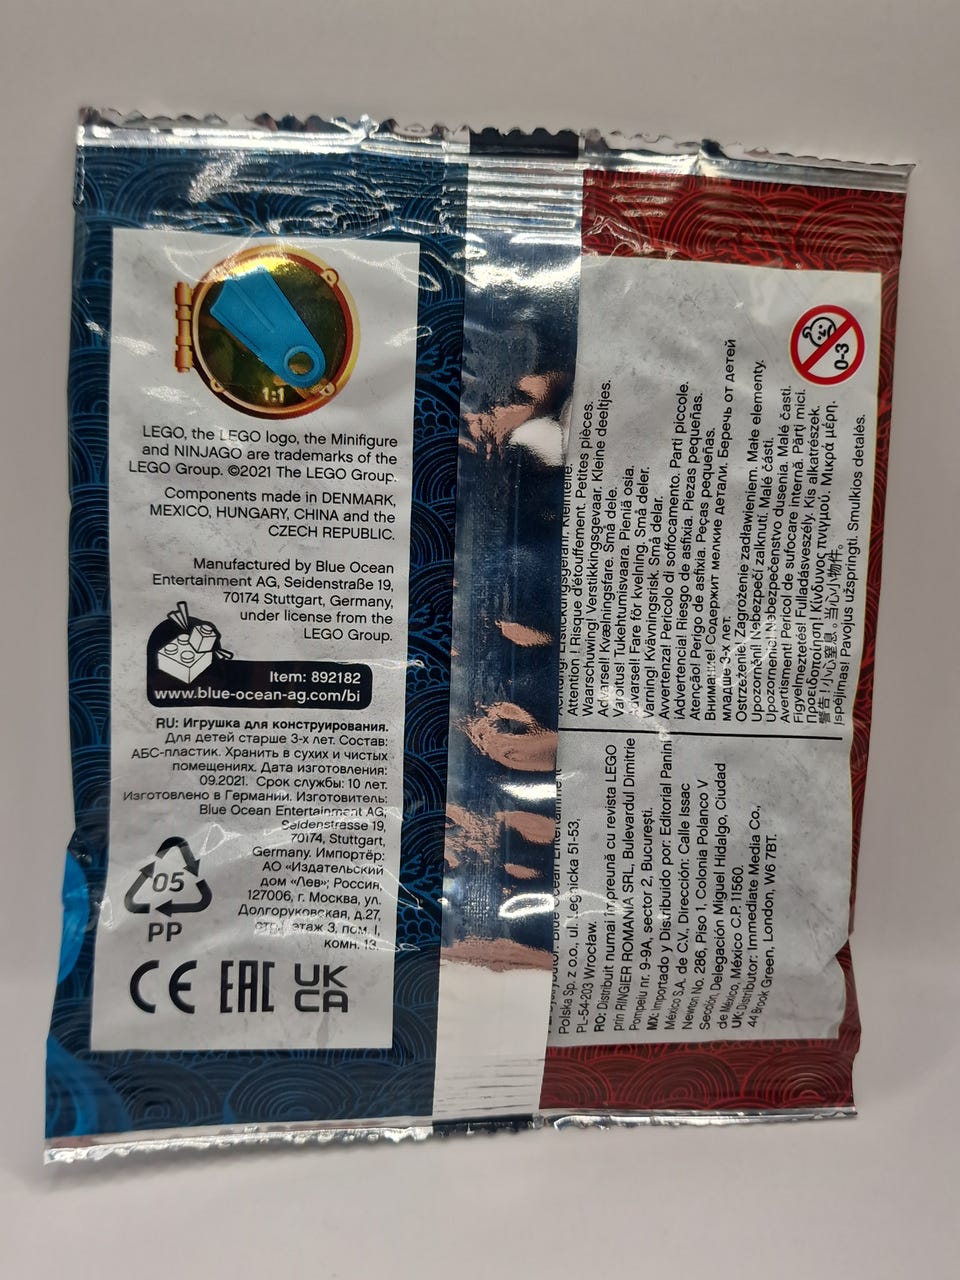 1:1
LEGO, the LEGO logo, the Minifigure
and NINJAGO are trademarks of the
LEGO Group. ©2021 The LEGO Group.
Components made in DENMARK,
MEXICO, HUNGARY, CHINA and the
CZECH REPUBLIC.
Manufactured by Blue Ocean
Entertainment AG, Seidenstraße 19,
70174 Stuttgart, Germany,
under license from the
LEGO Group.
Item: 892182
www.blue-ocean-ag.com/bi
RU: Игрушка для конструирования.
Для детей старше 3-х лет. Состав:
АБС-пластик. Хранить в сухих и чистых
помещениях. Дата изготовления:
09.2021. Срок службы: 10 лет.
Изготовлено в Германии. Изготовитель:
Blue Ocean Entertainment AG,
Seidenstrasse 19,
70174, Stuttgart,
Germany. Импортёр:
АО «Издательский
дом «Лев»; Россия,
127006, г. Москва, ул.
Долгоруковская, д.27,
стр. 1, этаж 3, пом. I,
комн. 13.
05
PP
CE EAC UK
CA
0-3
Achtung! Erstickungsgefahr. Kleinteile.
Attention ! Risque d'étouffement. Petites pièces.
Waarschuwing! Verstikkingsgevaar. Kleine deeltjes.
Advarsel! Kvælningsfare. Små dele.
Varoitus! Tukehtumisvaara. Pieniä osia.
Advarsel! Fare for kvelning. Små deler.
Varning! Kvävningsrisk. Små delar.
Avvertenza! Pericolo di soffocamento. Parti piccole.
¡Advertencia! Riesgo de asfixia. Piezas pequeñas.
Atenção! Perigo de asfixia. Peças pequenas.
Внимание! Содержит мелкие детали. Беречь от детей
младше 3-х лет.
Ostrzeżenie! Zagrożenie zadławieniem. Małe elementy.
Upozornění! Nebezpečí zalknutí. Malé části.
Upozornenie! Nebezpečenstvo dusenia. Malé časti.
Avertisment! Pericol de sufocare internă. Părți mici.
Figyelmeztetés! Fulladásveszély. Kis alkatrészek.
Προειδοποίηση! Κίνδυνος πνιγμού. Μικρά μέρη.
警告！小心窒息。当心小物件。
Įspėjimas! Pavojus užspringti. Smulkios detalės.
Blue Ocean Entertainment
Polska Sp. z o.o., ul. Legnicka 51-53,
PL-54-203 Wrocław.
RO: Distribuit numai împreună cu revista LEGO
prin RINGIER ROMANIA SRL, Bulevardul Dimitrie
Pompeiu nr. 9-9A, sector 2, București.
MX: Importado y Distribuido por: Editorial Panini
México S.A. de C.V., Dirección: Calle Issac
Newton No. 286, Piso 1, Colonia Polanco V
Sección, Delegación Miguel Hidalgo, Ciudad
de México, México C.P. 11560.
UK: Distributor: Immediate Media Co.,
44 Brook Green, London, W6 7BT.